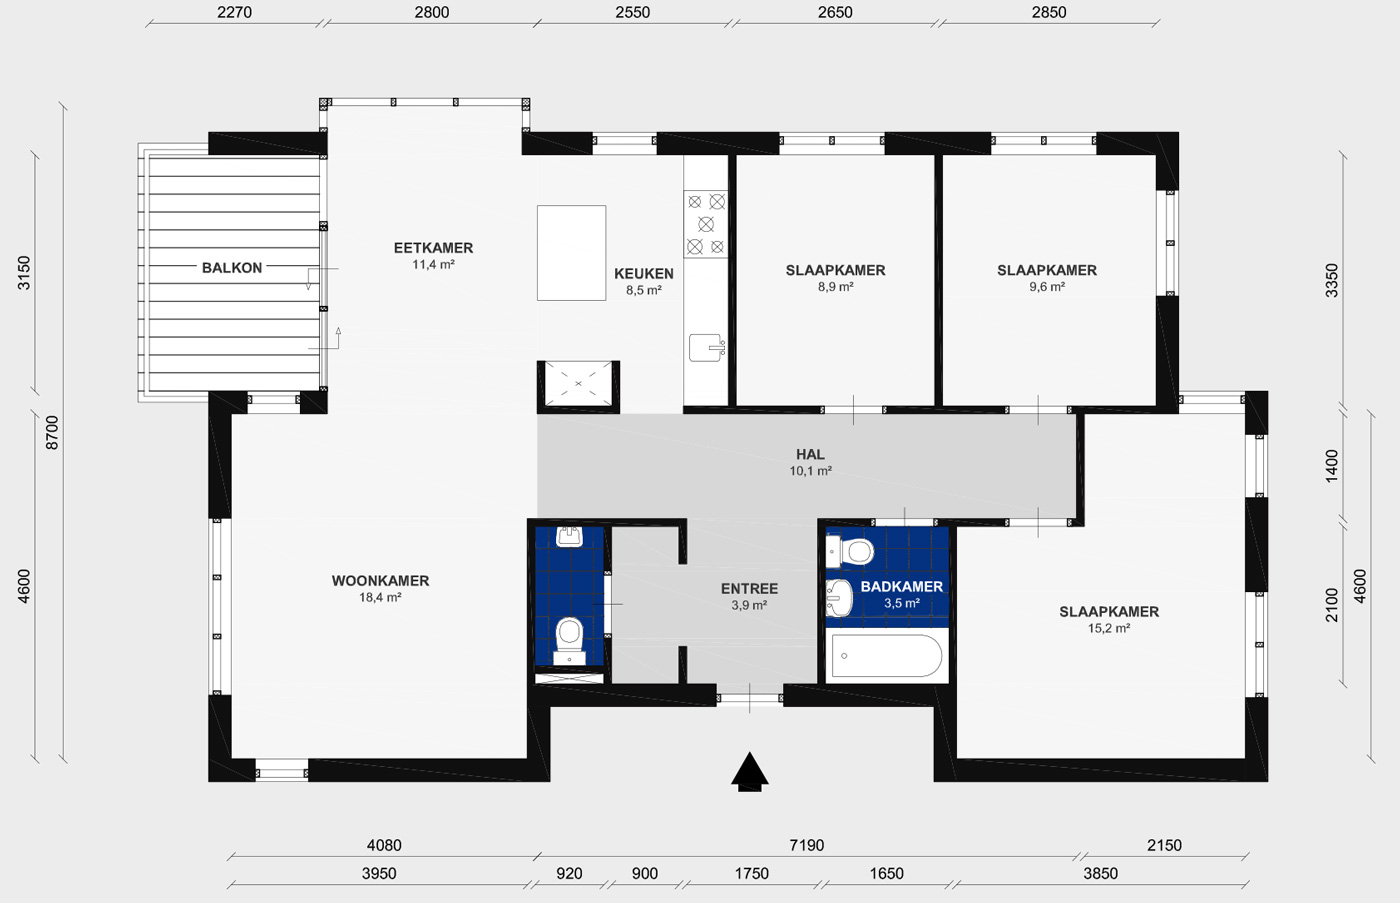 2270
2800
2550
2650
2850
3150
8700
4600
BALKON
EETKAMER
11,4 m²
KEUKEN
8,5 m²
SLAAPKAMER
8,9 m²
SLAAPKAMER
9,6 m²
HAL
10,1 m²
WOONKAMER
18,4 m²
ENTREE
3,9 m²
BADKAMER
3,5 m²
SLAAPKAMER
15,2 m²
3350
1400
2100
4600
4080
7190
2150
3950
920
900
1750
1650
3850